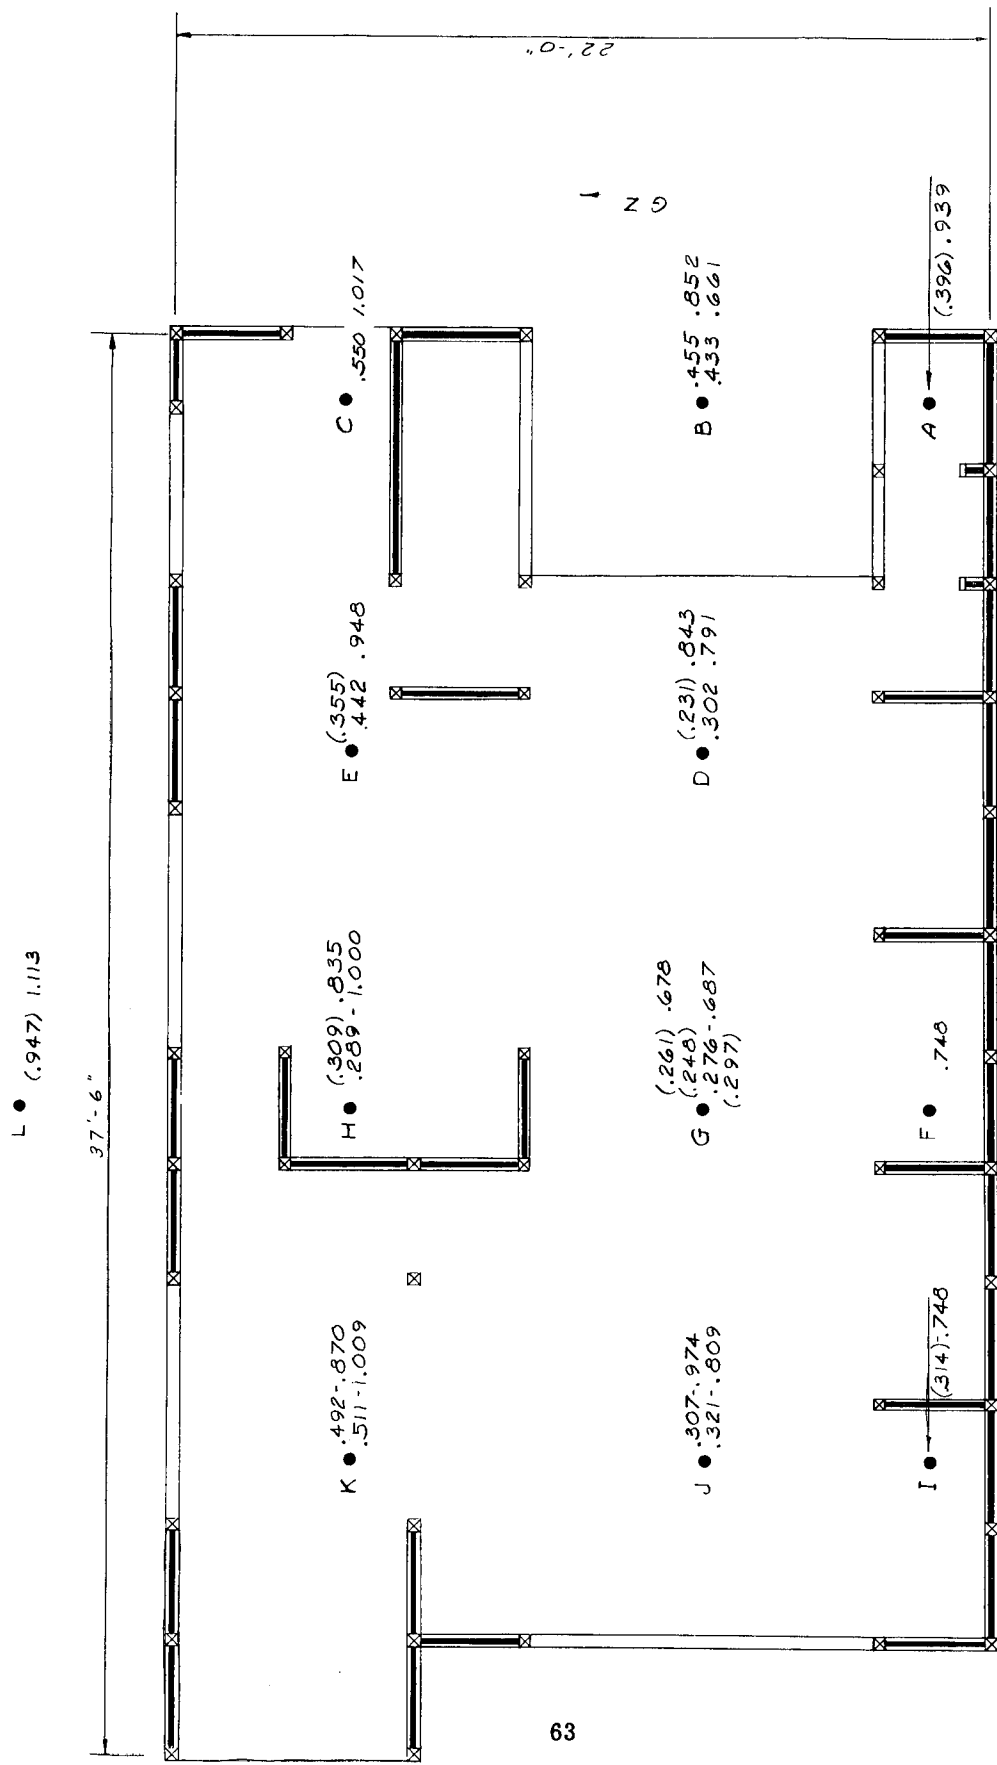 L (.947) 1.113
37'-6"
22'-0"
GZ
C .550 1.017
B .455 .852
.433 .661
A (.396) .939
E (.355)
.442 .948
D (.231) .843
.302 .791
H (.309) .835
.289-1.000
G (.261) .678
(.248)
.276-.687
(.297)
F .748
K .492-.870
.511-1.009
J .307-.974
.321-.809
I (.314)-.748
63